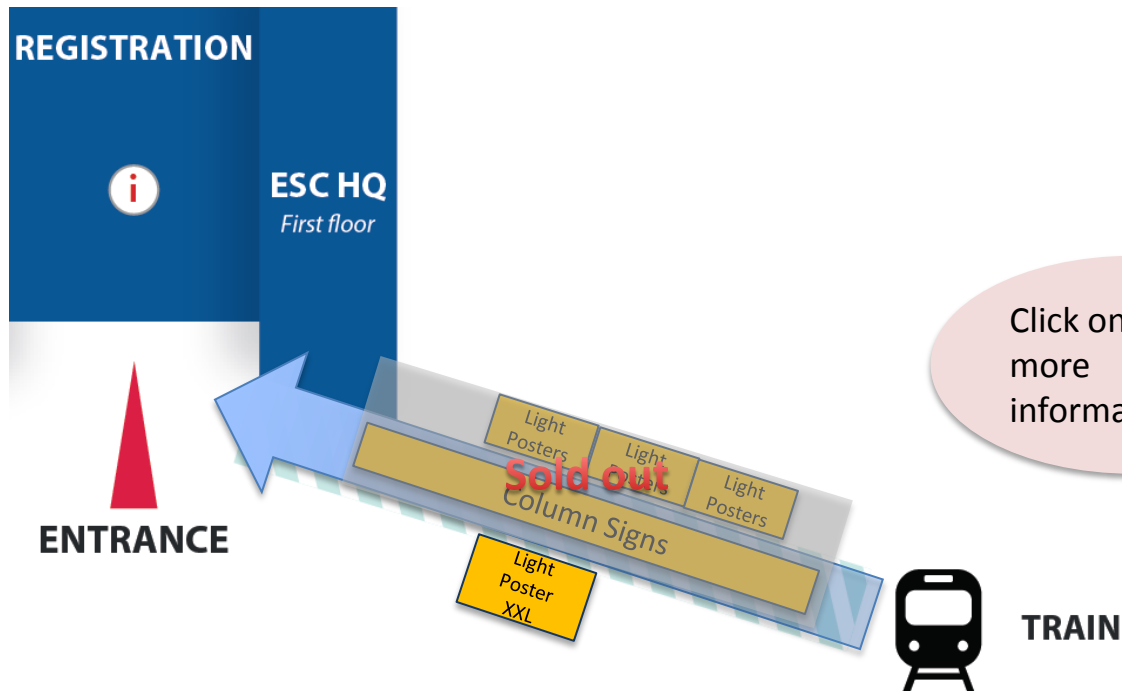 REGISTRATION
i
ESC HQ
First floor
Click on
more
informa
Light
Posters
Light
Posters
Light
Posters
Sold out
Column Signs
ENTRANCE
Light
Poster
XXL
TRAIN